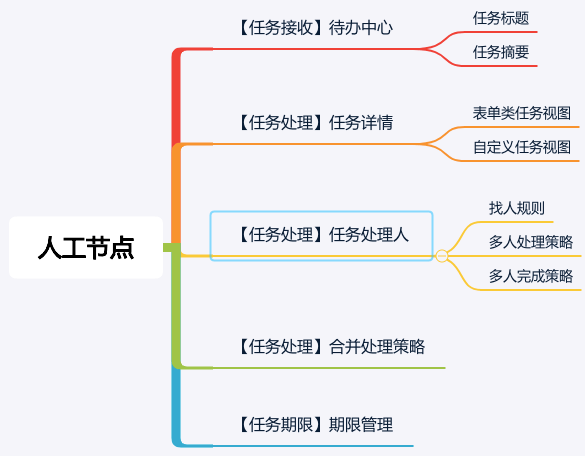 人工节点
【任务接收】待办中心
任务标题
任务摘要
【任务处理】任务详情
表单类任务视图
自定义任务视图
【任务处理】任务处理人
找人规则
多人处理策略
多人完成策略
【任务处理】合并处理策略
【任务期限】期限管理